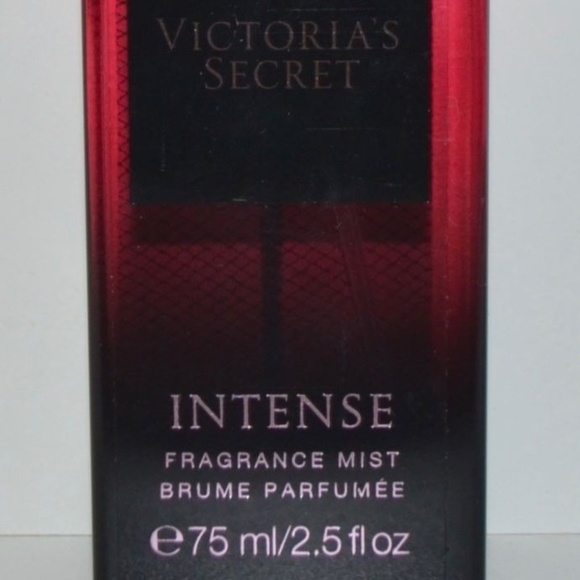 VICTORIA'S
SECRET
INTENSE
FRAGRANCE MIST
BRUME PARFUMÉE
℮75 ml/2.5 fl oz